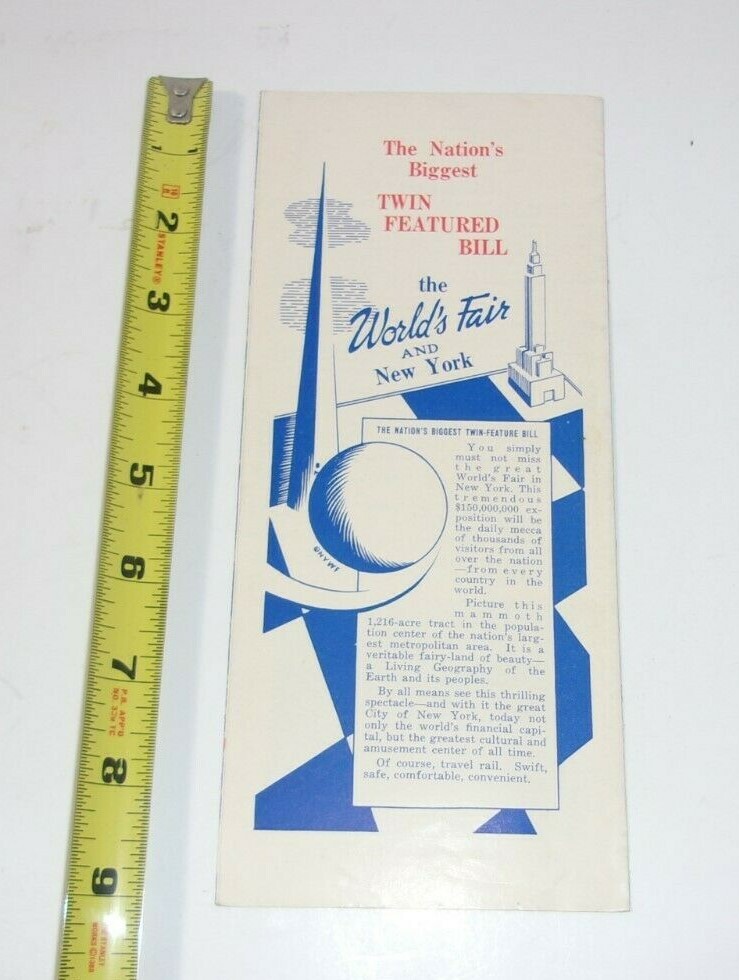 The Nation's
Biggest
TWIN
FEATURED
BILL
the
World's Fair
AND
New York
THE NATION'S BIGGEST TWIN-FEATURE BILL
You simply
must not miss
the great
World's Fair in
New York. This
tremendous
$150,000,000 ex-
position will be
the daily mecca
of thousands of
visitors from all
over the nation
—from every
country in the
world.
Picture this
mammoth
1,216-acre tract in the popula-
tion center of the nation's larg-
est metropolitan area. It is a
veritable fairy-land of beauty—
a Living Geography of the
Earth and its peoples.
By all means see this thrilling
spectacle—and with it the great
City of New York, today not
only the world's financial capi-
tal, but the greatest cultural and
amusement center of all time.
Of course, travel rail. Swift,
safe, comfortable, convenient.
©NYWF
1
2
STANLEY®
3
4
5
6
7
8
9